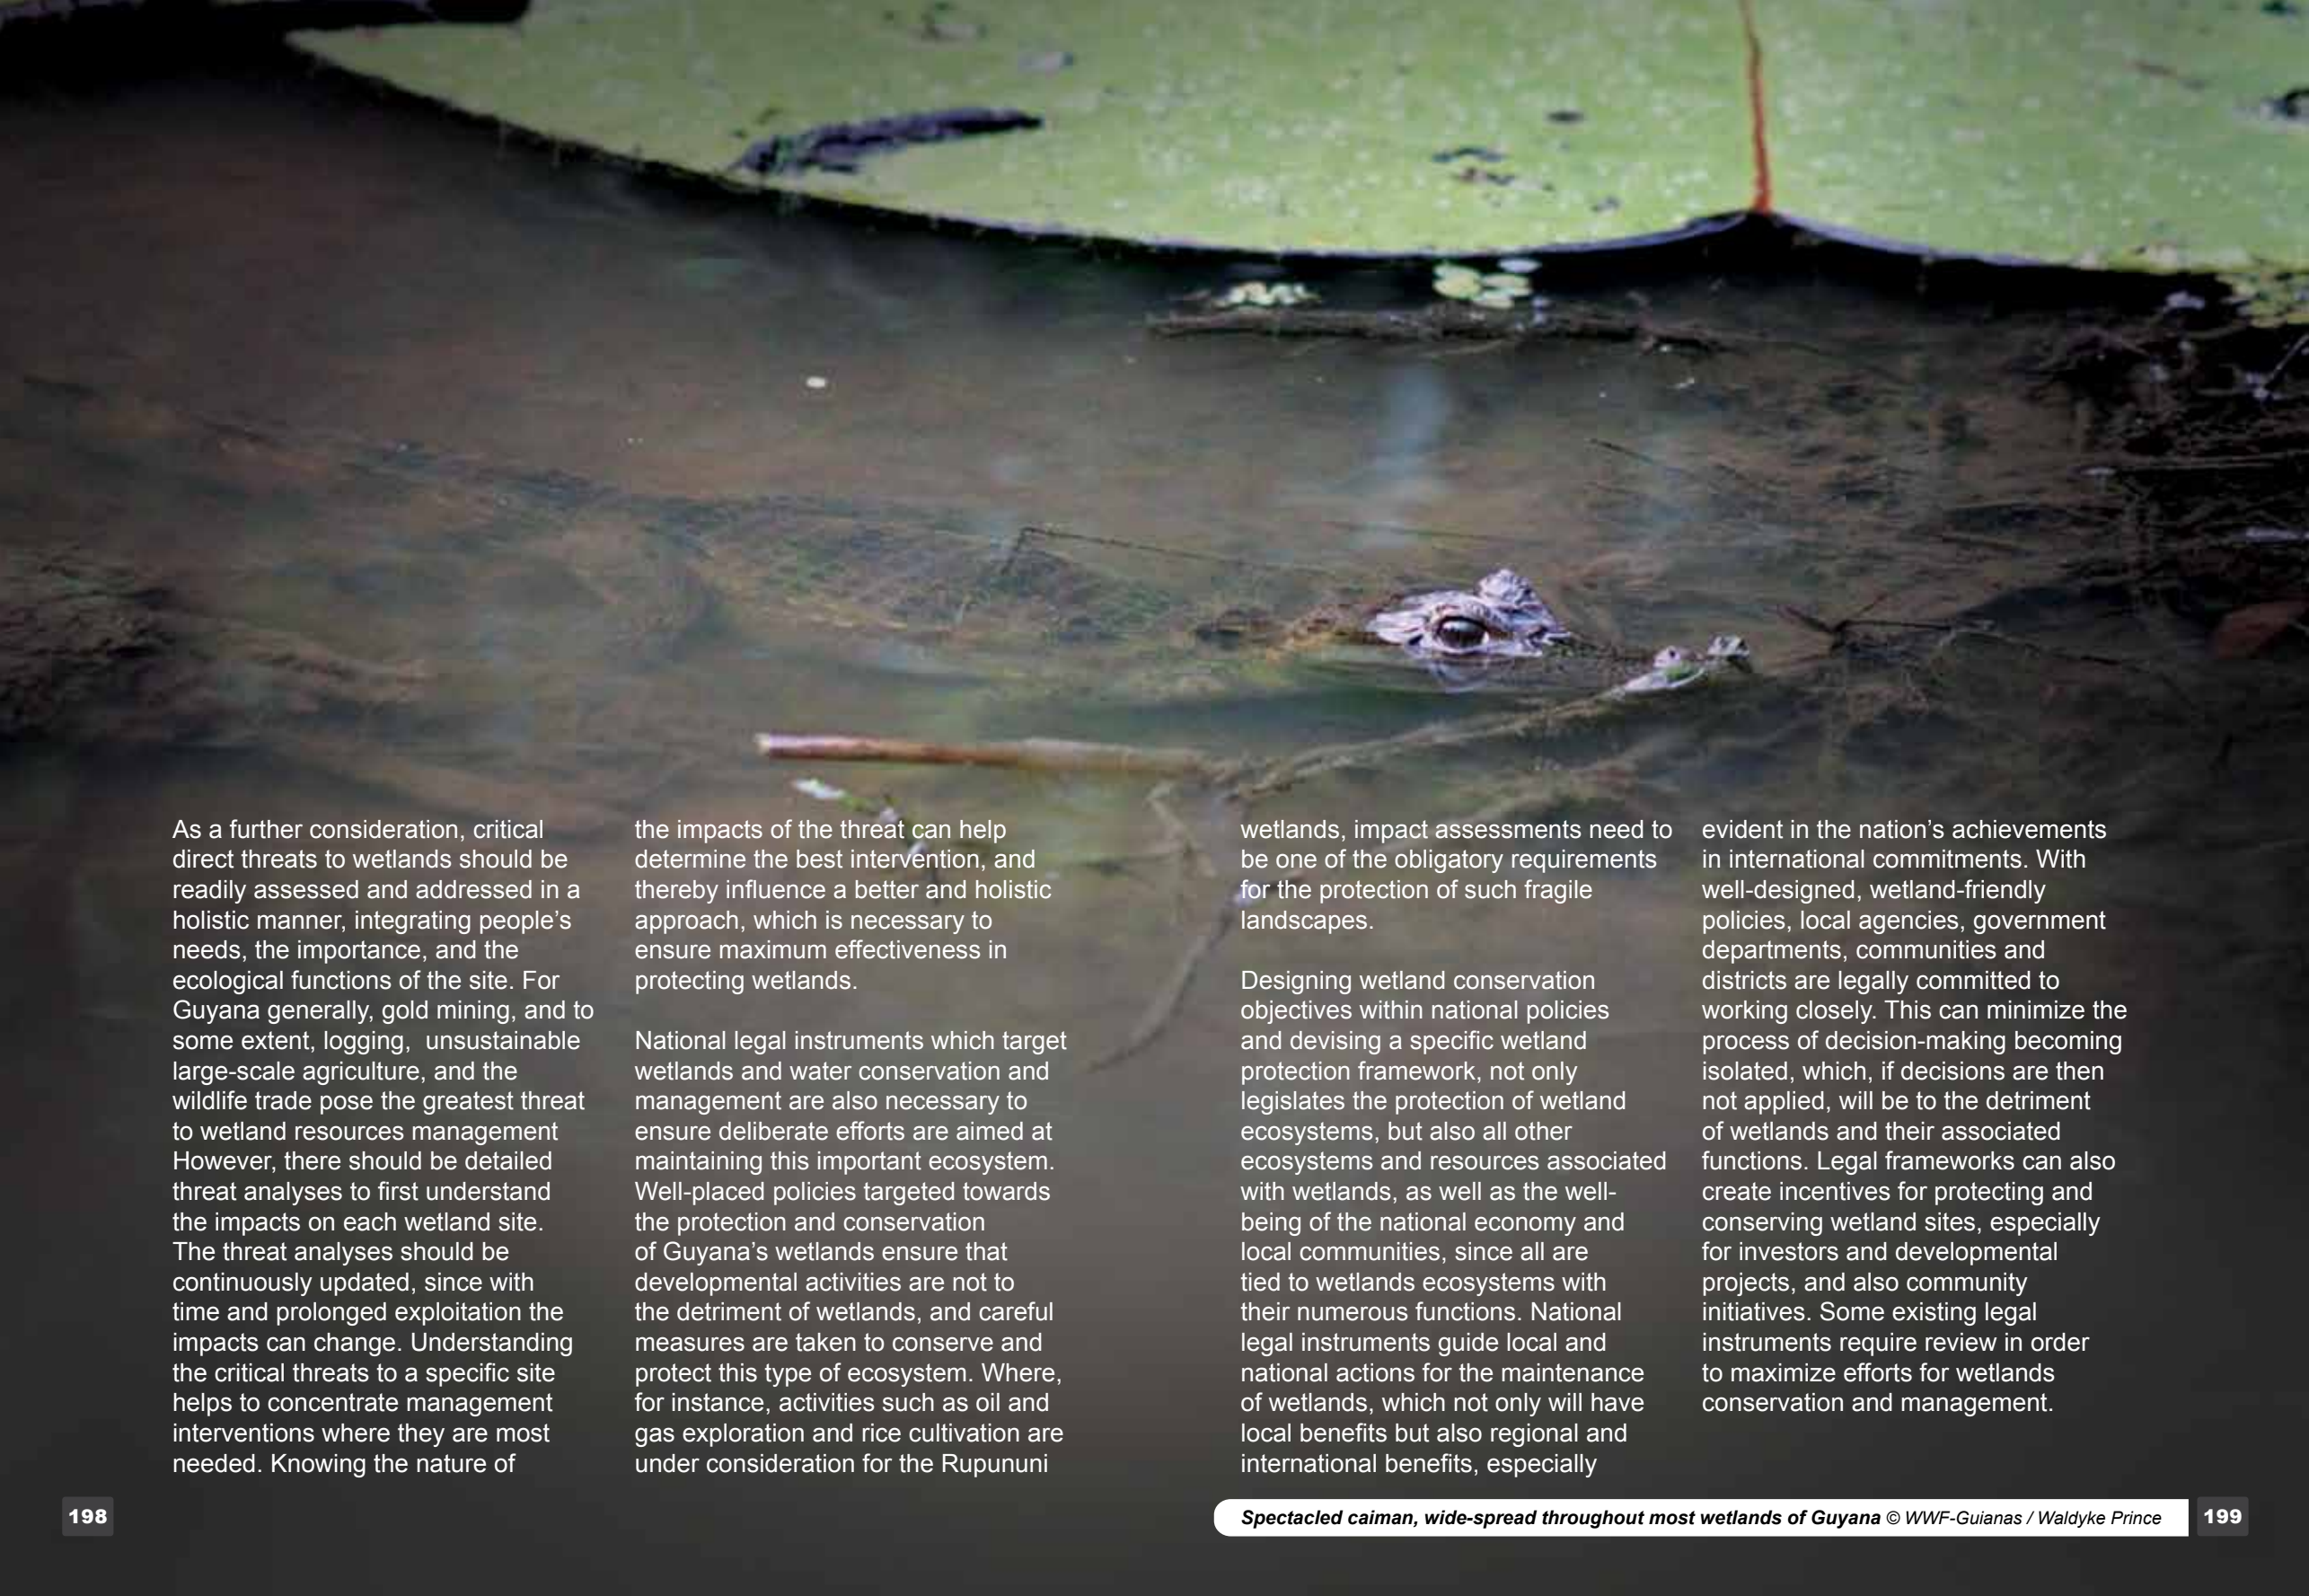 As a further consideration, critical
direct threats to wetlands should be
readily assessed and addressed in a
holistic manner, integrating people’s
needs, the importance, and the
ecological functions of the site. For
Guyana generally, gold mining, and to
some extent, logging,  unsustainable
large-scale agriculture, and the
wildlife trade pose the greatest threat
to wetland resources management
However, there should be detailed
threat analyses to first understand
the impacts on each wetland site.
The threat analyses should be
continuously updated, since with
time and prolonged exploitation the
impacts can change. Understanding
the critical threats to a specific site
helps to concentrate management
interventions where they are most
needed. Knowing the nature of
the impacts of the threat can help
determine the best intervention, and
thereby influence a better and holistic
approach, which is necessary to
ensure maximum effectiveness in
protecting wetlands.
National legal instruments which target
wetlands and water conservation and
management are also necessary to
ensure deliberate efforts are aimed at
maintaining this important ecosystem.
Well-placed policies targeted towards
the protection and conservation
of Guyana’s wetlands ensure that
developmental activities are not to
the detriment of wetlands, and careful
measures are taken to conserve and
protect this type of ecosystem. Where,
for instance, activities such as oil and
gas exploration and rice cultivation are
under consideration for the Rupununi
wetlands, impact assessments need to
be one of the obligatory requirements
for the protection of such fragile
landscapes.
Designing wetland conservation
objectives within national policies
and devising a specific wetland
protection framework, not only
legislates the protection of wetland
ecosystems, but also all other
ecosystems and resources associated
with wetlands, as well as the well-
being of the national economy and
local communities, since all are
tied to wetlands ecosystems with
their numerous functions. National
legal instruments guide local and
national actions for the maintenance
of wetlands, which not only will have
local benefits but also regional and
international benefits, especially
evident in the nation’s achievements
in international commitments. With
well-designed, wetland-friendly
policies, local agencies, government
departments, communities and
districts are legally committed to
working closely. This can minimize the
process of decision-making becoming
isolated, which, if decisions are then
not applied, will be to the detriment
of wetlands and their associated
functions. Legal frameworks can also
create incentives for protecting and
conserving wetland sites, especially
for investors and developmental
projects, and also community
initiatives. Some existing legal
instruments require review in order
to maximize efforts for wetlands
conservation and management.
198
Spectacled caiman, wide-spread throughout most wetlands of Guyana © WWF-Guianas / Waldyke Prince
199